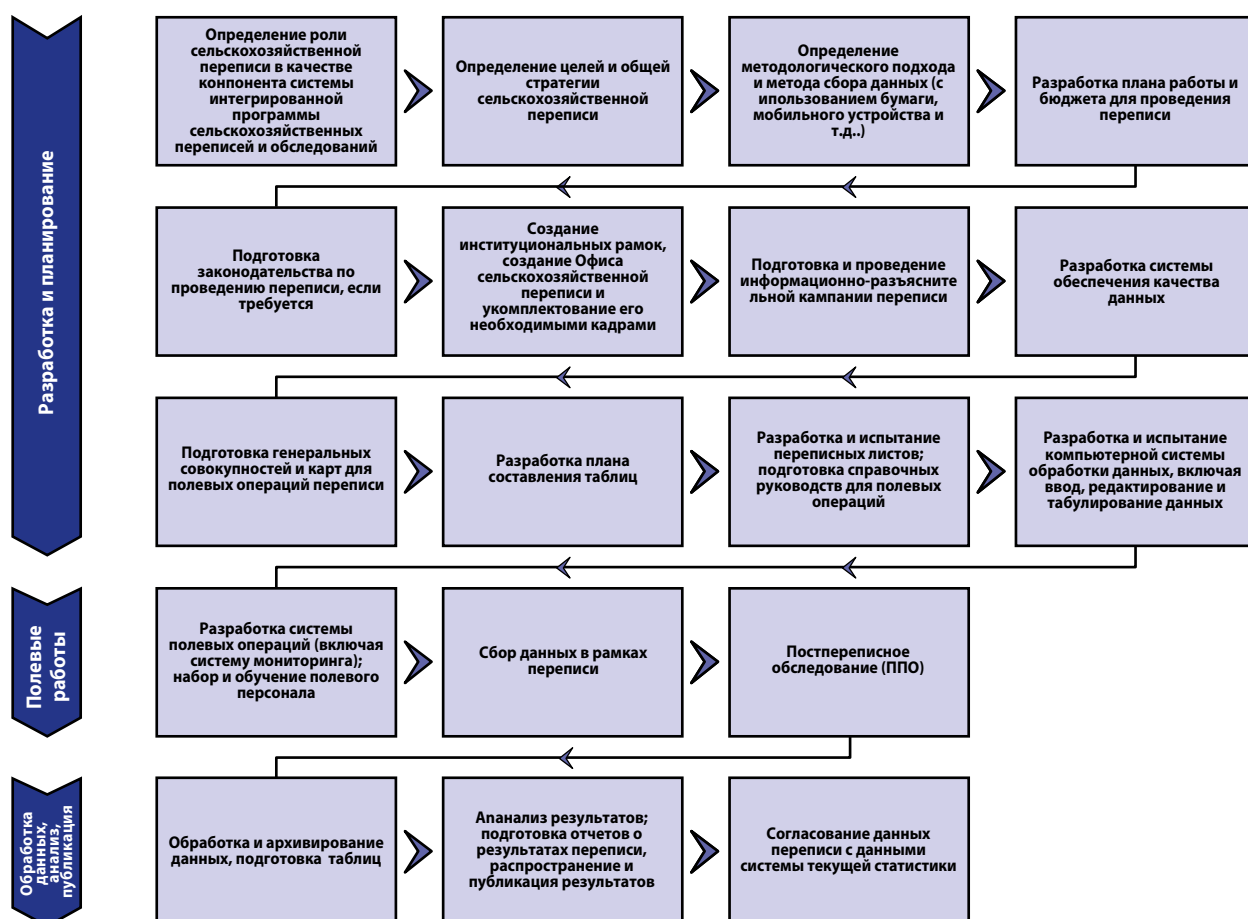 Разработка и планирование
Определение роли
сельскохозяйственной
переписи в качестве
конпонента системы
интегрированной
программы
сельскохозяйственных
переписей и обследований
Определение целей и общей
стратегии
сельскохозяйственной
переписи
Определение
методологического подхода
и метода сбора данных (с
ипользованием бумаги,
мобильного устройства и
т.д..)
Разработка плана работы и
бюджета для проведения
переписи
Подготовка
законодательства по
проведению переписи, если
требуется
Создание
институциональных рамок,
создание Офиса
сельскохозяйственной
переписи и
укомплектование его
необходимыми кадрами
Подготовка и проведение
информационно-разъясните
льной кампании переписи
Разработка системы
обеспечения качества
данных
Подготовка генеральных
совокупностей и карт для
полевых операций переписи
Разработка плана
составления таблиц
Разработка и испытание
переписных листов;
подготовка справочных
руководств для полевых
операций
Разработка и испытание
компьютерной системы
обработки данных, включая
ввод, редактирование и
табулирование данных
Полевые
работы
Разработка системы
полевых операций (включая
систему мониторинга);
набор и обучение полевого
персонала
Сбор данных в рамках
переписи
Постпереписное
обследование (ППО)
Обработка
данных,
анализ,
публикация
Обработка и архивирование
данных, подготовка таблиц
Апанализ результатов;
подготовка отчетов о
результатах переписи,
распространение и
публикация результатов
Согласование данных
переписи с данными
системы текущей статистики